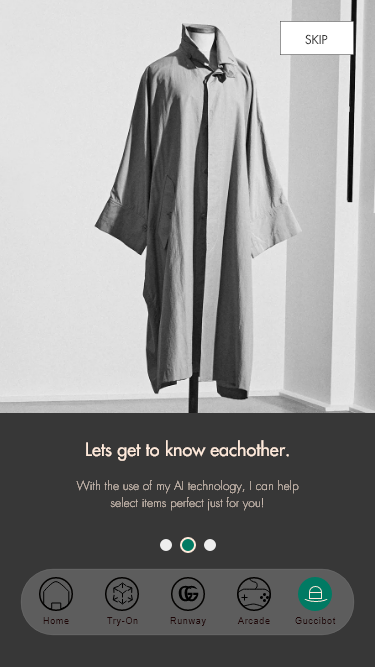 SKIP
Lets get to know eachother.
With the use of my AI technology, I can help
select items perfect just for you!
Home Try-On Runway Arcade Guccibot